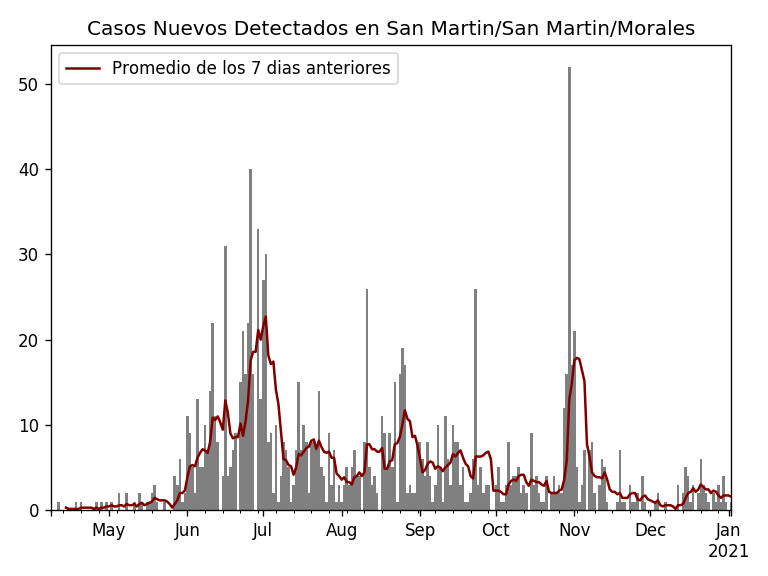 Casos Nuevos Detectados en San Martin/San Martin/Morales
Promedio de los 7 dias anteriores
50
40
30
20
10
0
May Jun Jul Aug Sep Oct Nov Dec Jan
2021